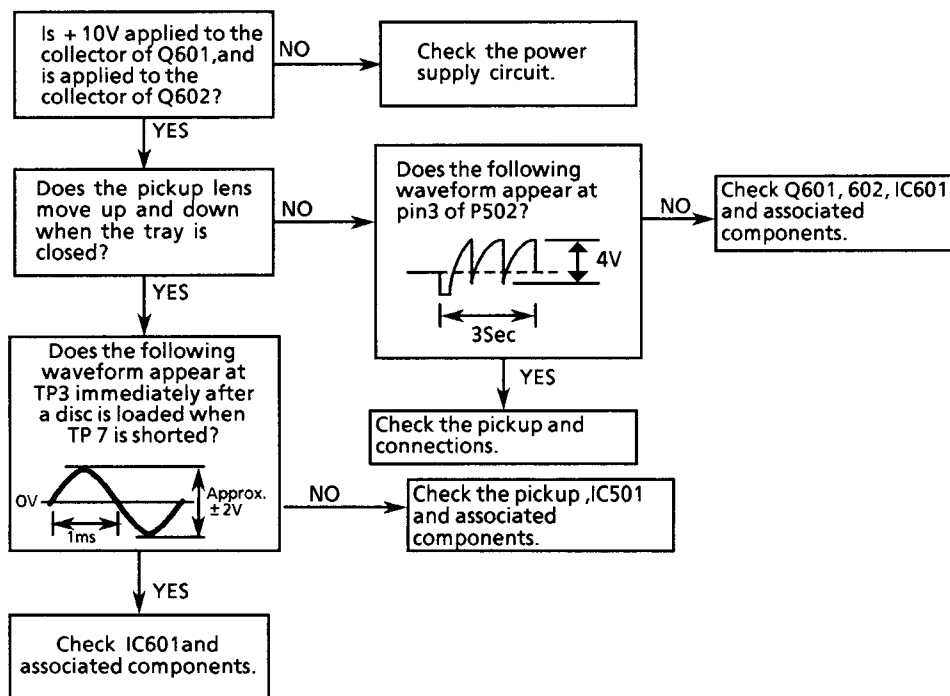 Is + 10V applied to the
collector of Q601,and
is applied to the
collector of Q602?
NO
Check the power
supply circuit.
YES
Does the pickup lens
move up and down
when the tray is
closed?
NO
Does the following
waveform appear at
pin3 of P502?
4V
3Sec
NO
Check Q601, 602, IC601
and associated
components.
YES
YES
Check the pickup and
connections.
Does the following
waveform appear at
TP3 immediately after
a disc is loaded when
TP 7 is shorted?
0V
1ms
Approx.
±2V
NO
Check the pickup ,IC501
and associated
components.
YES
Check IC601and
associated components.